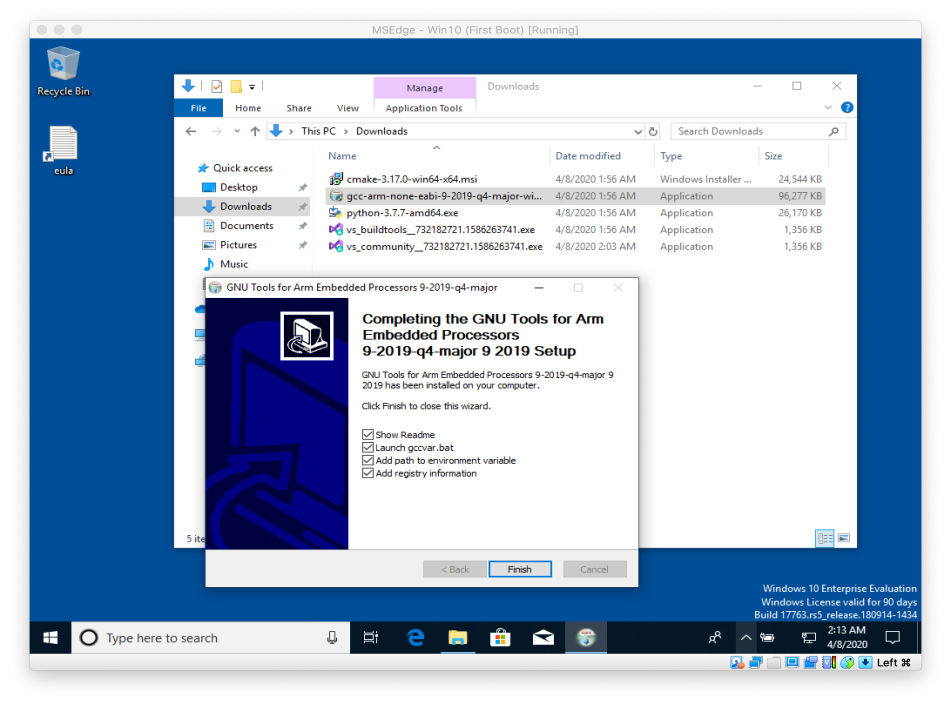 MSEdge - Win10 (First Boot) [Running]
Recycle Bin
eula
Manage
Downloads
File
Home
Share
View
Application Tools
This PC
Downloads
Search Downloads
Name
Date modified
Type
Size
Quick access
Desktop
Downloads
Documents
Pictures
Music
cmake-3.17.0-win64-x64.msi 4/8/2020 1:56 AM Windows Installer ... 24,544 KB
gcc-arm-none-eabi-9-2019-q4-major-wi... 4/8/2020 1:56 AM Application 96,277 KB
python-3.7.7-amd64.exe 4/8/2020 1:56 AM Application 26,170 KB
vs_buildtools__732182721.1586263741.exe 4/8/2020 1:56 AM Application 1,356 KB
vs_community__732182721.1586263741.exe 4/8/2020 2:03 AM Application 1,356 KB
GNU Tools for Arm Embedded Processors 9-2019-q4-major
Completing the GNU Tools for Arm
Embedded Processors
9-2019-q4-major 9 2019 Setup
GNU Tools for Arm Embedded Processors 9-2019-q4-major 9
2019 has been installed on your computer.
Click Finish to close this wizard.
Show Readme
Launch gccvar.bat
Add path to environment variable
Add registry information
5 ite
< Back
Finish
Cancel
Windows 10 Enterprise Evaluation
Windows License valid for 90 days
Build 17763.rs5_release.180914-1434
Type here to search
2:13 AM
4/8/2020
Left ⌘